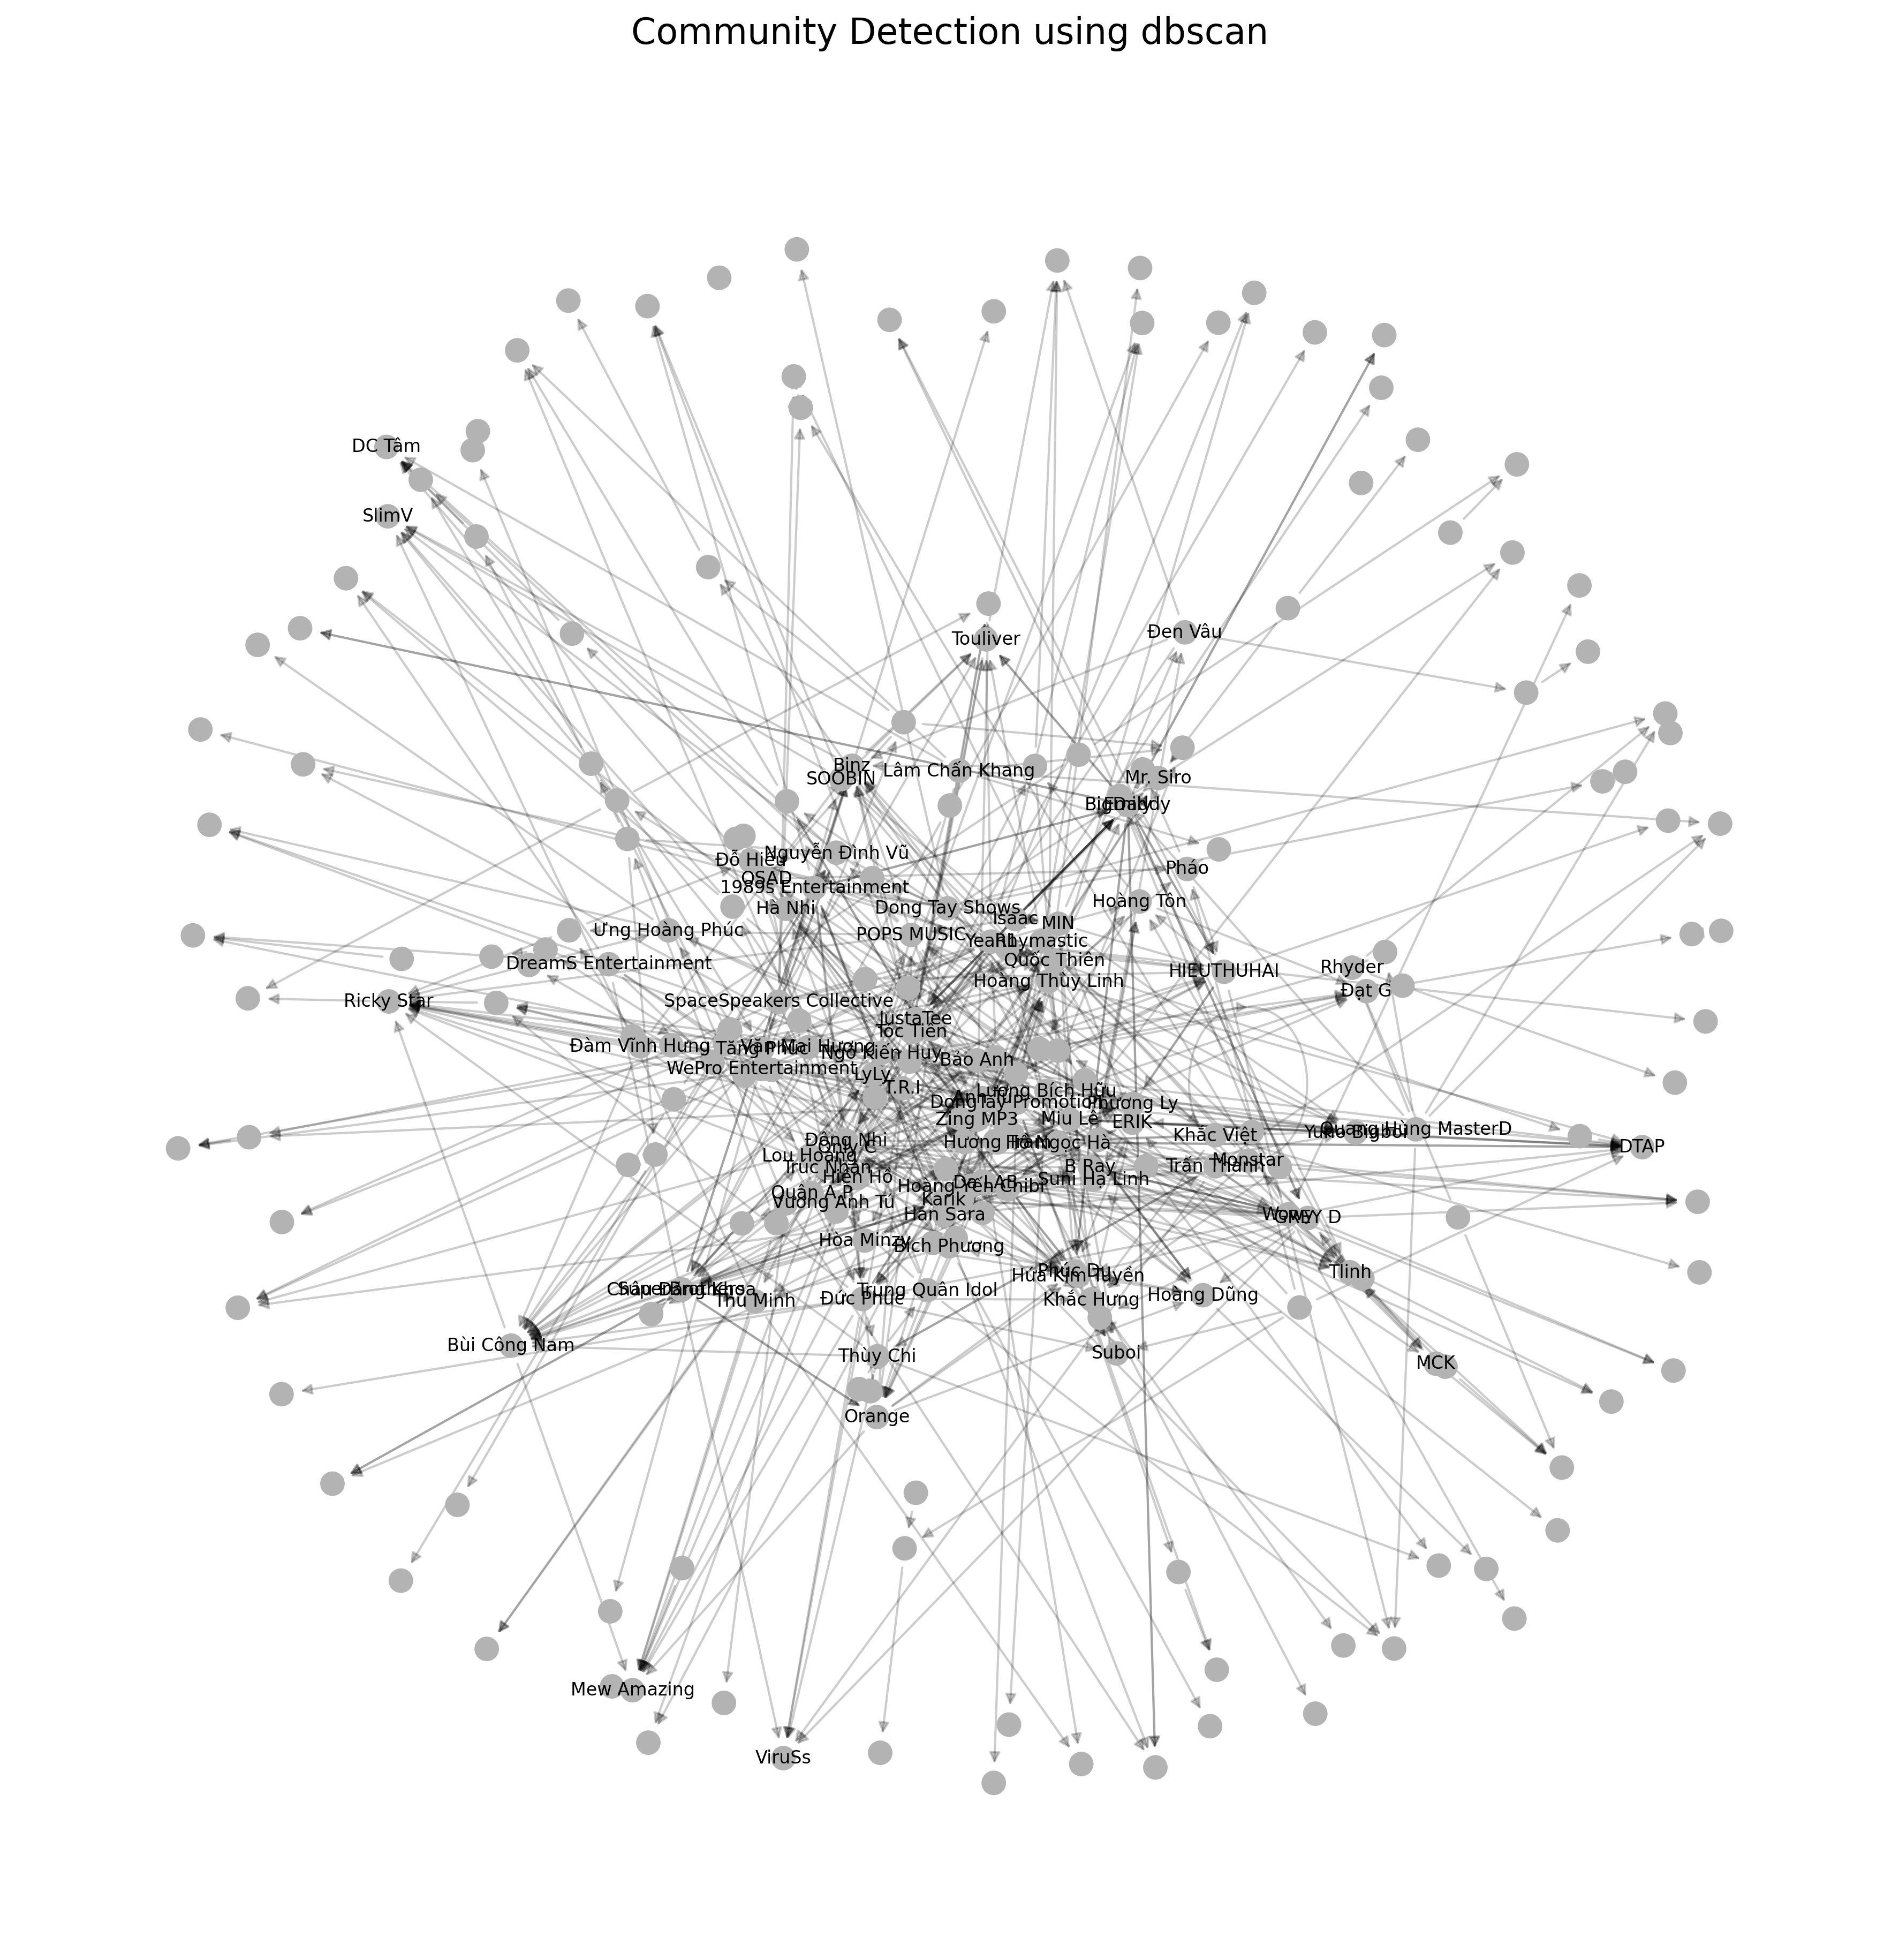 Community Detection using dbscan
DC Tâm
SlimV
Touliver
Đen Vâu
Binz
SOOBIN
Lâm Chấn Khang
Mr. Siro
BigDaddy
Emily
Nguyễn Đình Vũ
Đỗ Hiếu
OSAD
Pháo
1989s Entertainment
Hà Nhi
Dong Tay Shows
Hoàng Tôn
Isaac
MIN
Ưng Hoàng Phúc
POPS MUSIC
Rhymastic
Quốc Thiên
DreamS Entertainment
Rhyder
HIEUTHUHAI
Hoàng Thùy Linh
Đạt G
Ricky Star
SpaceSpeakers Collective
JustaTee
Tóc Tiên
Đàm Vĩnh Hưng
Tăng Phúc
Văn Mai Hương
Ngô Kiến Huy
Bảo Anh
WePro Entertainment
LyLy
T.R.I
Lương Bích Hữu
DongTay Promotion
Phương Ly
Zing MP3
Miu Lê
ERIK
Quang Hùng MasterD
Yuno Bigboi
Khắc Việt
Đông Nhi
Only C
Hương Tràm
Hồ Ngọc Hà
DTAP
Lou Hoàng
Trúc Nhân
Hiền Hồ
B Ray
Trấn Thành
Monstar
Suni Hạ Linh
Da LAB
Hoàng Yến Chibi
Quân A.P
Karik
Vương Anh Tú
Han Sara
Wowy
GREY D
Hòa Minzy
Bích Phương
Tlinh
Phúc Du
Hứa Kim Tuyền
Châu Đăng Khoa
SuperBrothers
Trung Quân Idol
Hoàng Dũng
Thu Minh
Đức Phúc
Khắc Hưng
Bùi Công Nam
Thùy Chi
Suboi
MCK
Orange
Mew Amazing
ViruSs